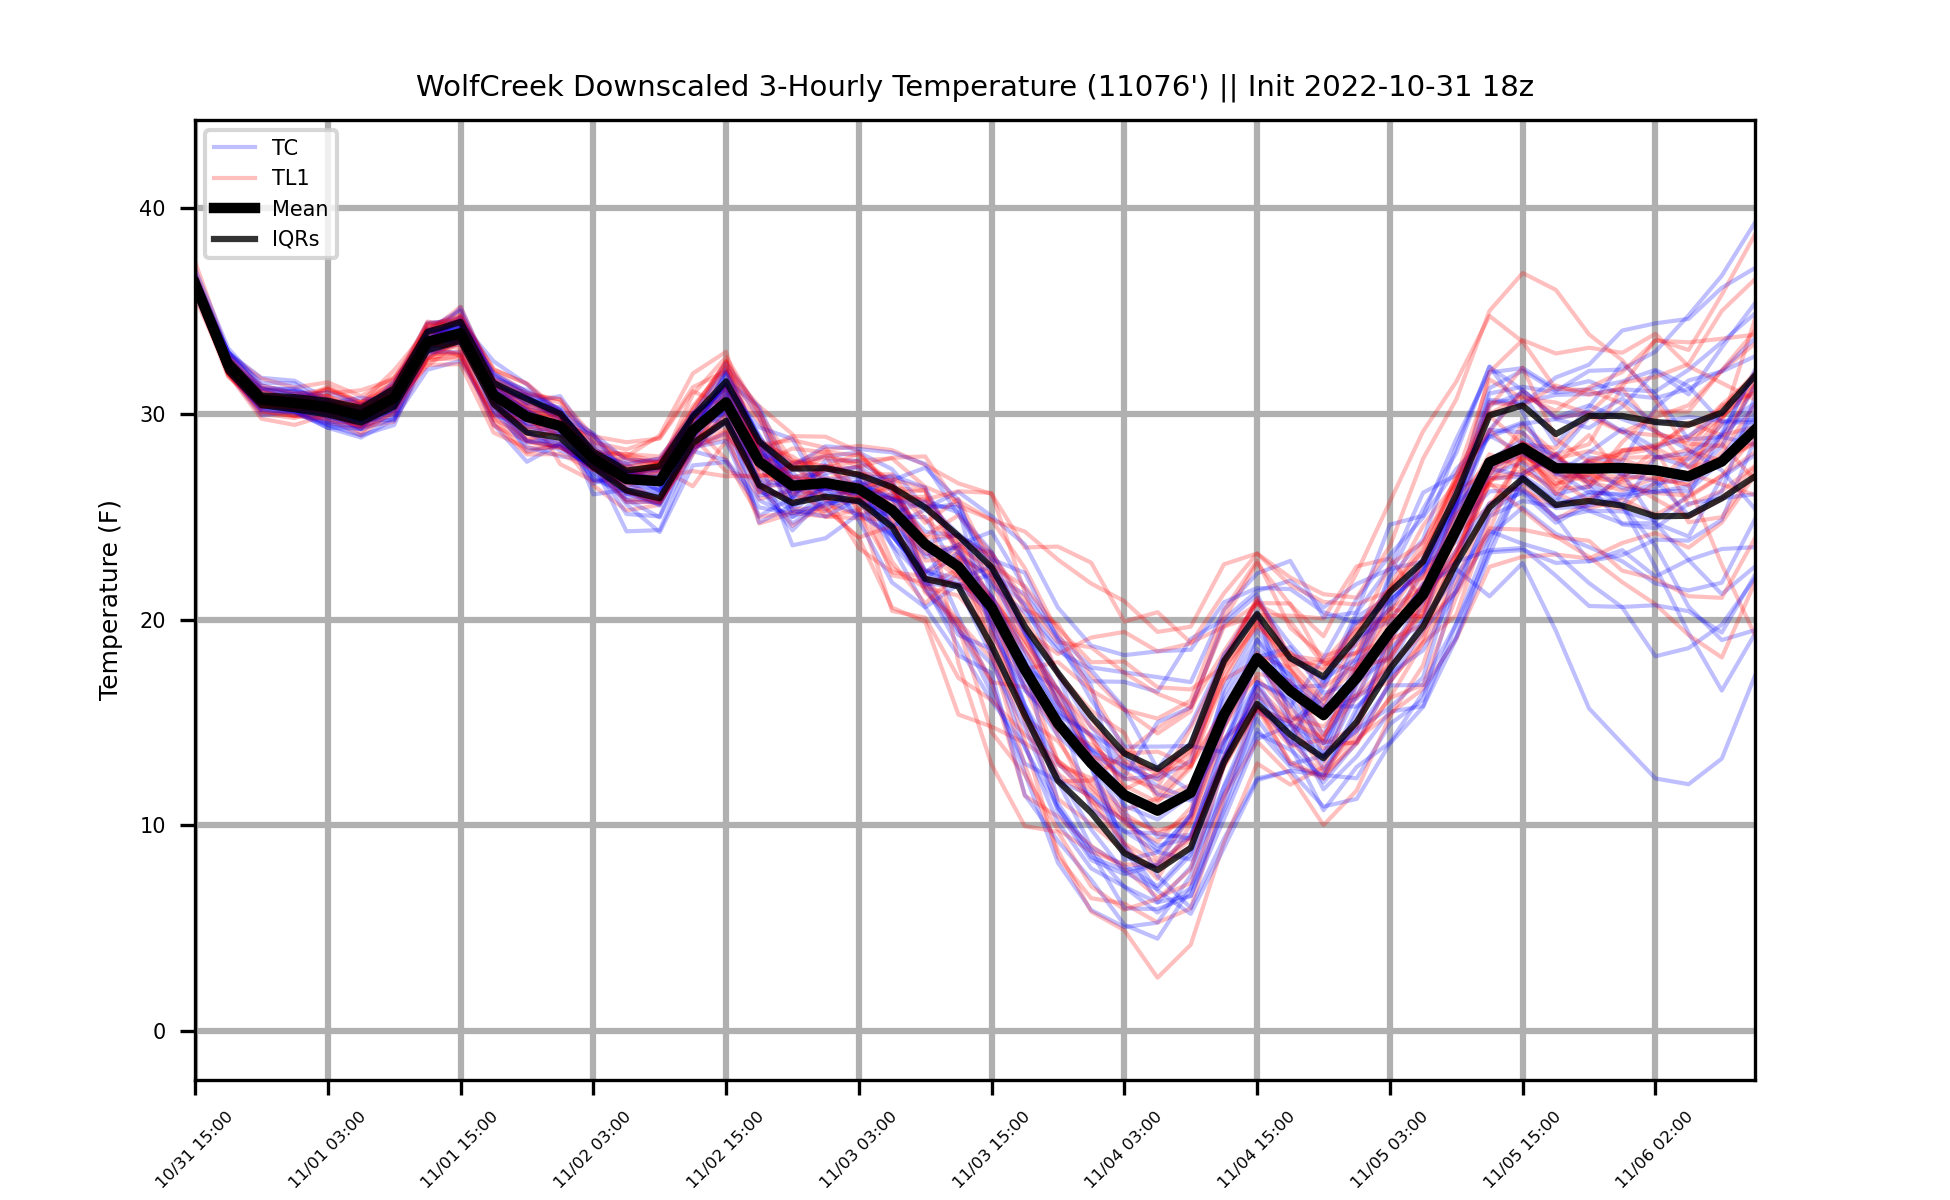 WolfCreek Downscaled 3-Hourly Temperature (11076') || Init 2022-10-31 18z
TC
TL1
Mean
IQRs
Temperature (F)
40
30
20
10
0
10/31 15:00
11/01 03:00
11/01 15:00
11/02 03:00
11/02 15:00
11/03 03:00
11/03 15:00
11/04 03:00
11/04 15:00
11/05 03:00
11/05 15:00
11/06 02:00